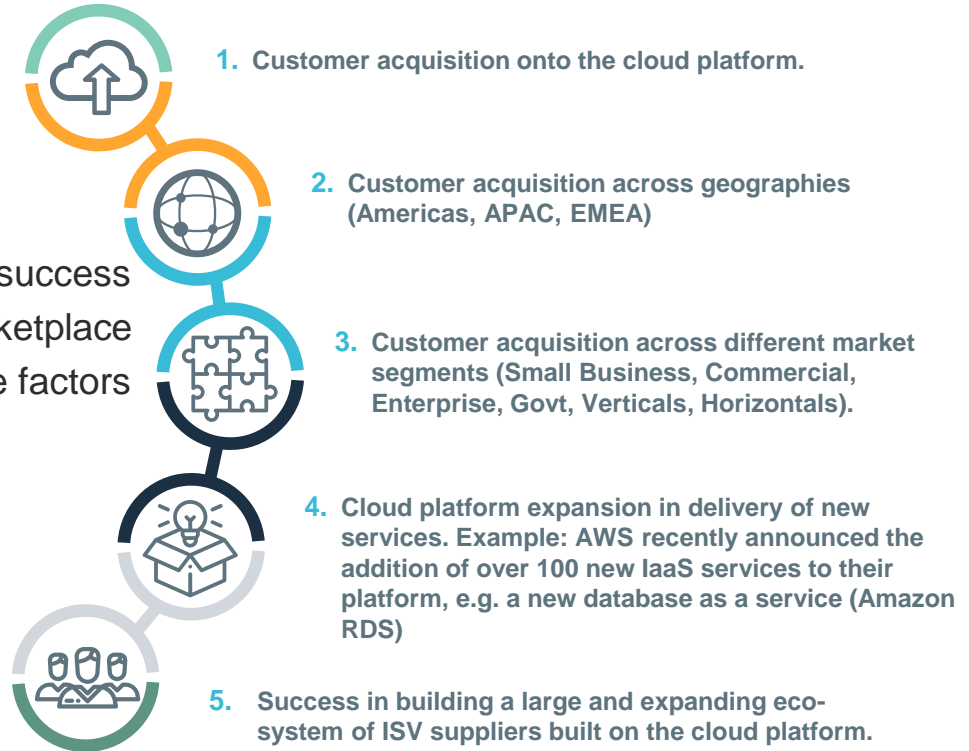 1. Customer acquisition onto the cloud platform.
2. Customer acquisition across geographies
(Americas, APAC, EMEA)
success
e factors
3. Customer acquisition across different market
segments (Small Business, Commercial,
Enterprise, Govt, Verticals, Horizontals).
4. Cloud platform expansion in delivery of new
services. Example: AWS recently announced the
addition of over 100 new IaaS services to their
platform, e.g. a new database as a service (Amazon
RDS)
5. Success in building a large and expanding eco-
system of ISV suppliers built on the cloud platform.